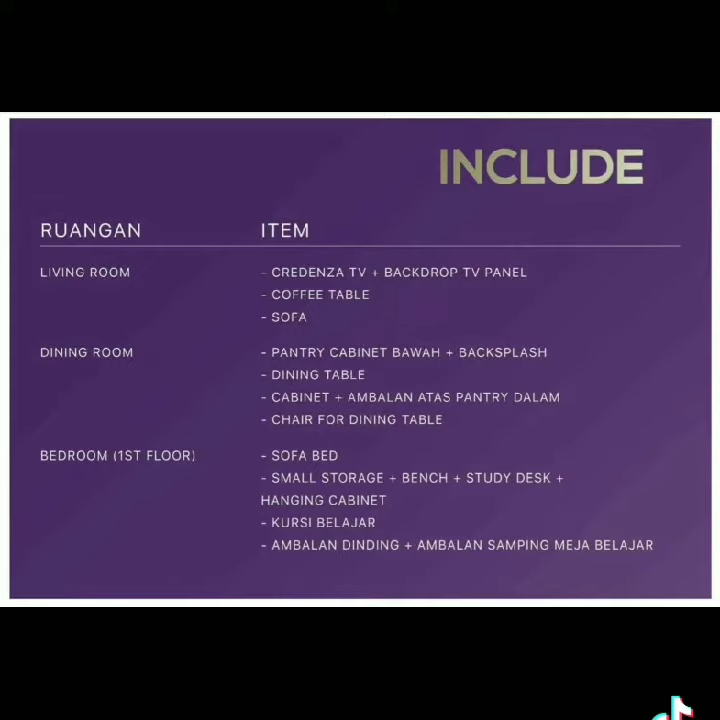 INCLUDE
RUANGAN ITEM
LIVING ROOM - CREDENZA TV + BACKDROP TV PANEL
- COFFEE TABLE
- SOFA
DINING ROOM - PANTRY CABINET BAWAH + BACKSPLASH
- DINING TABLE
- CABINET + AMBALAN ATAS PANTRY DALAM
- CHAIR FOR DINING TABLE
BEDROOM (1ST FLOOR) - SOFA BED
- SMALL STORAGE + BENCH + STUDY DESK +
HANGING CABINET
- KURSI BELAJAR
- AMBALAN DINDING + AMBALAN SAMPING MEJA BELAJAR